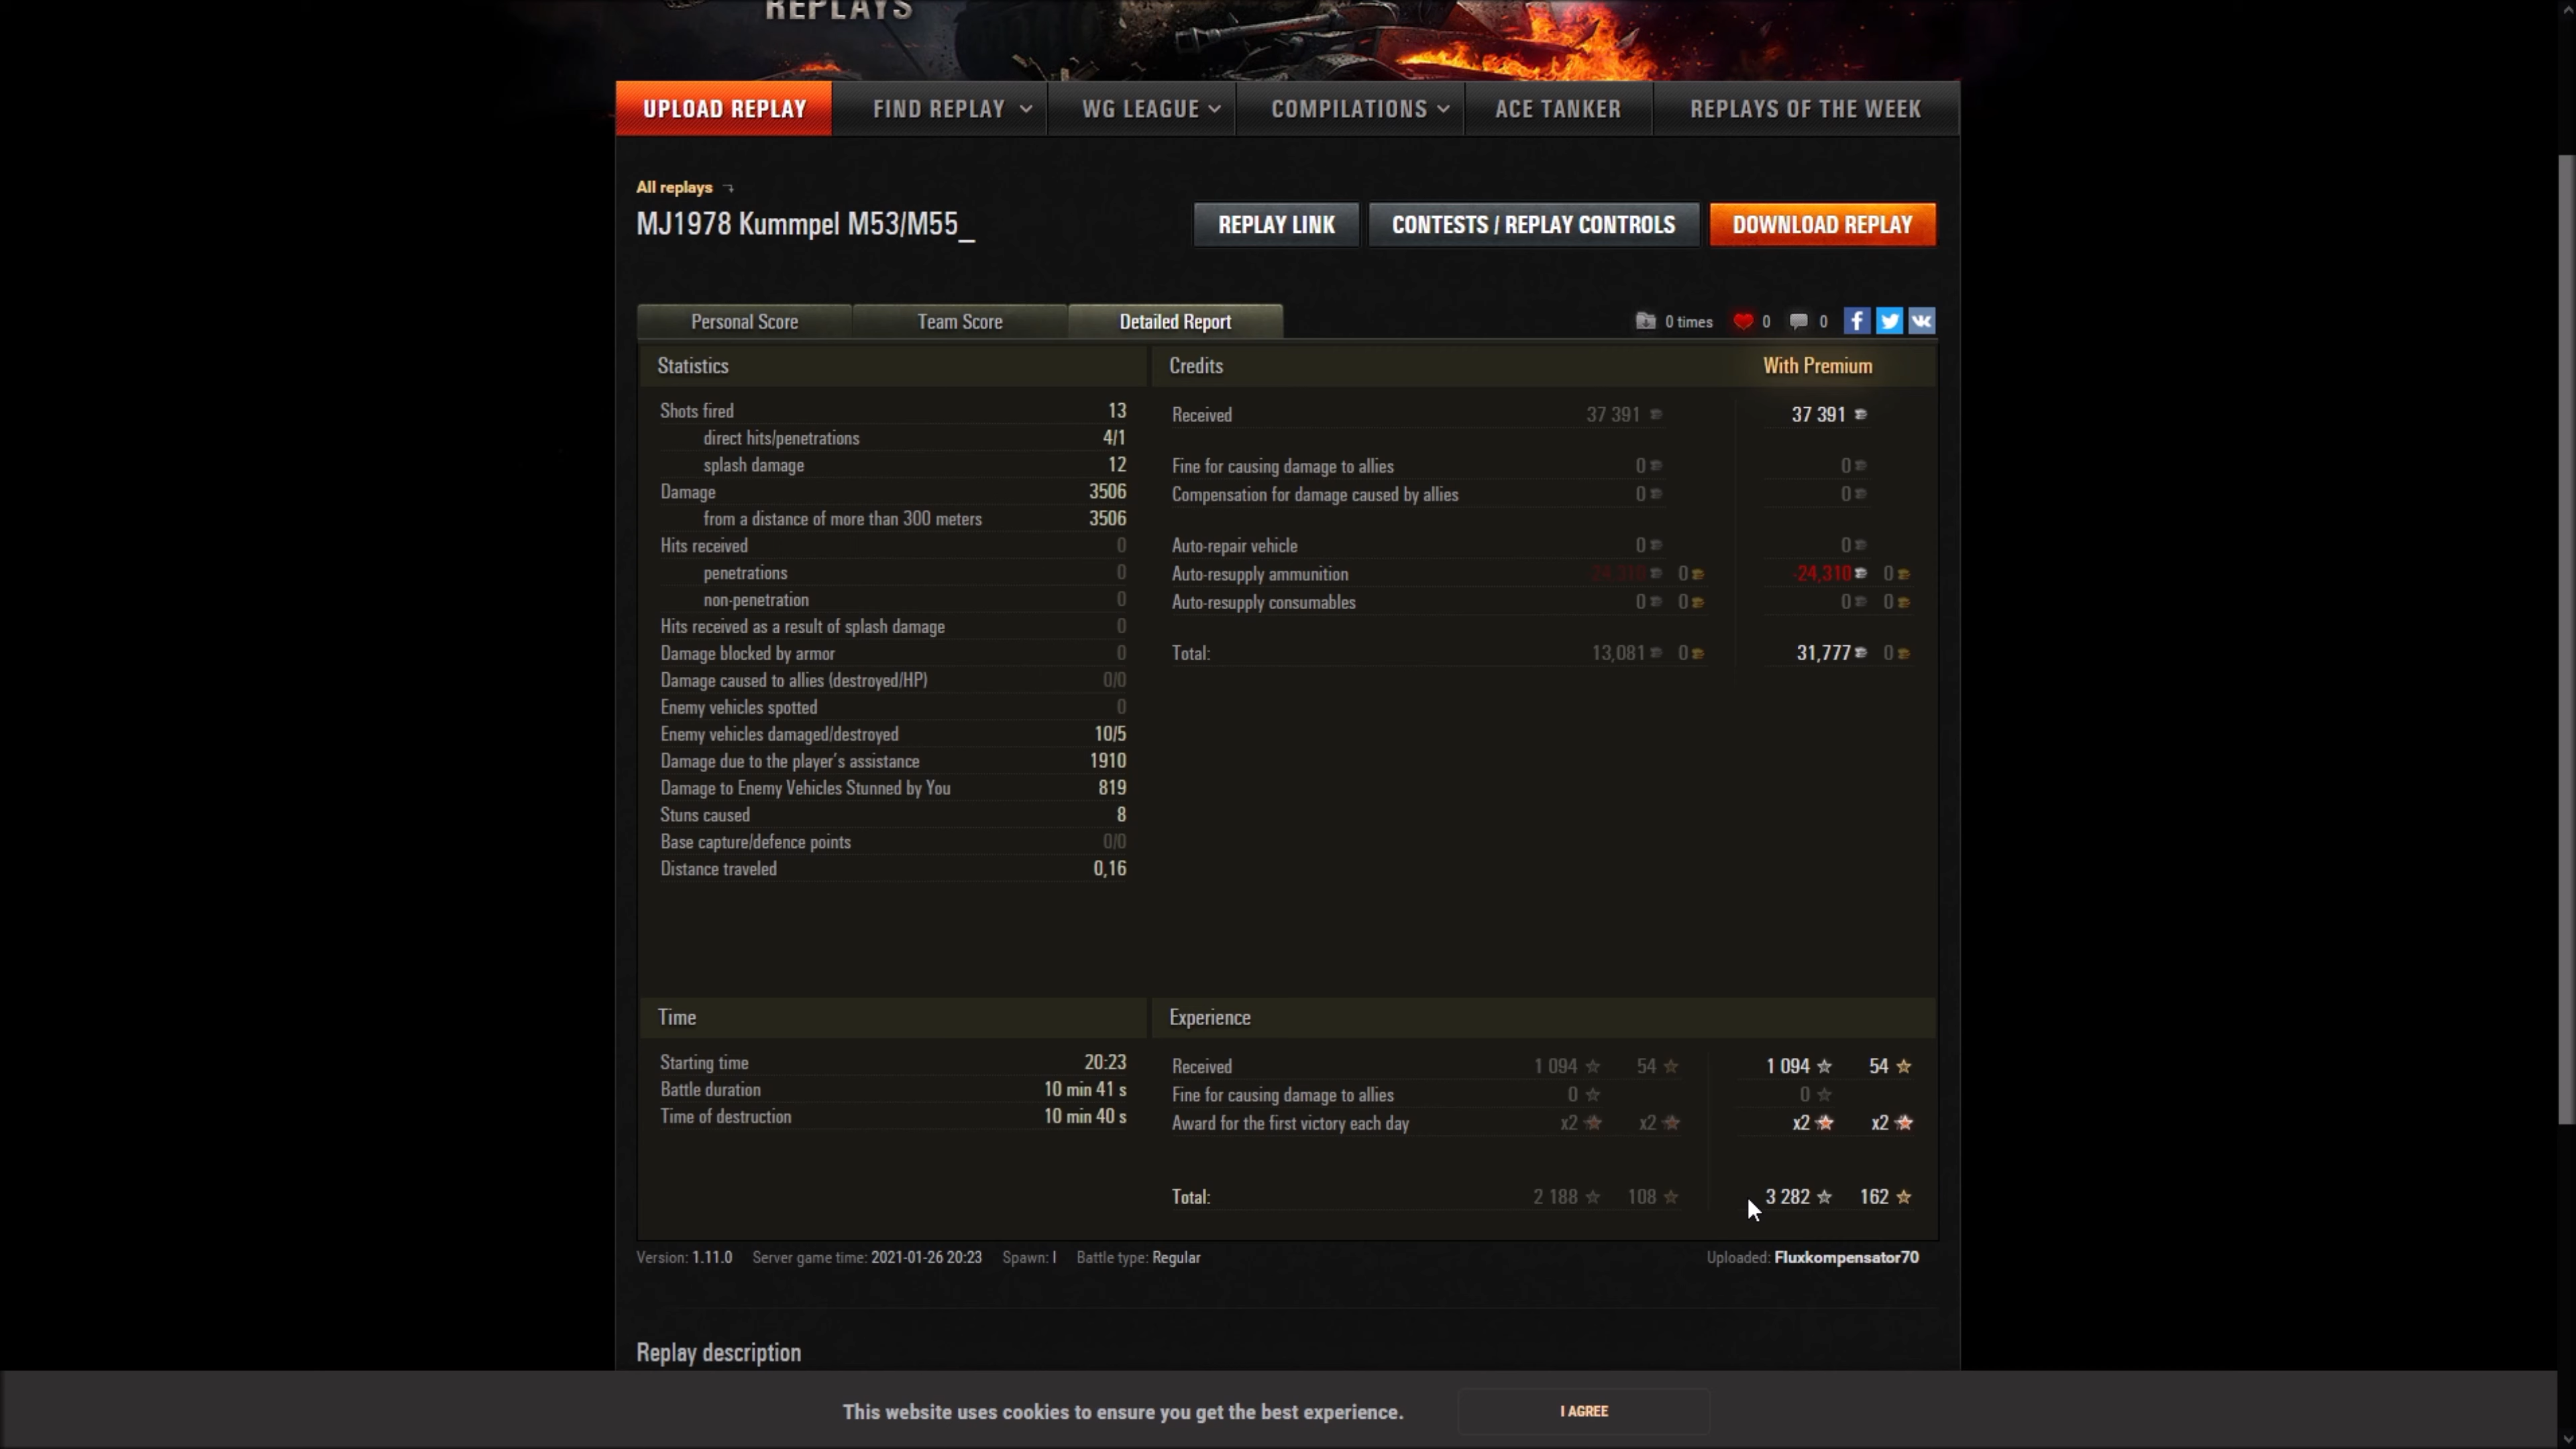 REPLAYS
UPLOAD REPLAY FIND REPLAY WG LEAGUE COMPILATIONS ACE TANKER REPLAYS OF THE WEEK
All replays
MJ1978 Kummpel M53/M55_
REPLAY LINK CONTESTS / REPLAY CONTROLS DOWNLOAD REPLAY
Personal Score Team Score Detailed Report
0 times 0 0
Statistics
Shots fired 13
direct hits/penetrations 4/1
splash damage 12
Damage 3506
from a distance of more than 300 meters 3506
Hits received 0
penetrations 0
non-penetration 0
Hits received as a result of splash damage 0
Damage blocked by armor 0
Damage caused to allies (destroyed/HP) 0/0
Enemy vehicles spotted 0
Enemy vehicles damaged/destroyed 10/5
Damage due to the player's assistance 1910
Damage to Enemy Vehicles Stunned by You 819
Stuns caused 8
Base capture/defence points 0/0
Distance traveled 0,16
Credits With Premium
Received 37 391 37 391
Fine for causing damage to allies 0 0
Compensation for damage caused by allies 0 0
Auto-repair vehicle 0 0
Auto-resupply ammunition -24,310 0 -24,310 0
Auto-resupply consumables 0 0 0 0
Total: 13,081 0 31,777 0
Time
Starting time 20:23
Battle duration 10 min 41 s
Time of destruction 10 min 40 s
Experience
Received 1 094 54 1 094 54
Fine for causing damage to allies 0 0
Award for the first victory each day x2 x2 x2 x2
Total: 2 188 108 3 282 162
Version: 1.11.0 Server game time: 2021-01-26 20:23 Spawn: I Battle type: Regular Uploaded: Fluxkompensator70
Replay description
This website uses cookies to ensure you get the best experience. I AGREE